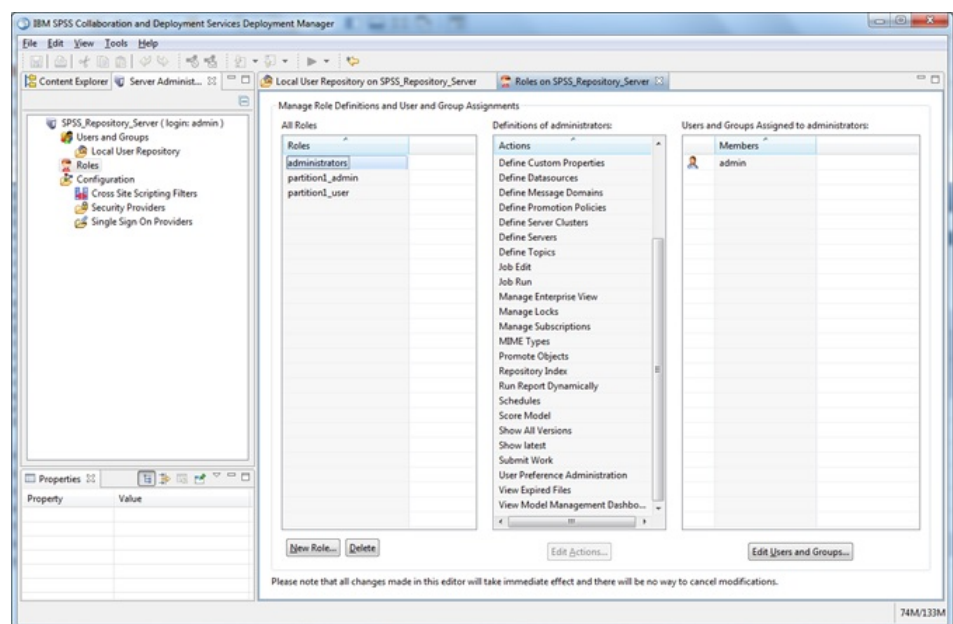 IBM SPSS Collaboration and Deployment Services Deployment Manager
File Edit View Tools Help
Content Explorer Server Administ...
Local User Repository on SPSS_Repository_Server
Roles on SPSS_Repository_Server
SPSS_Repository_Server ( login: admin )
Users and Groups
Local User Repository
Roles
Configuration
Cross Site Scripting Filters
Security Providers
Single Sign On Providers
Properties
Property Value
Manage Role Definitions and User and Group Assignments
All Roles
Roles
administrators
partition1_admin
partition1_user
New Role... Delete
Definitions of administrators:
Actions
Define Custom Properties
Define Datasources
Define Message Domains
Define Promotion Policies
Define Server Clusters
Define Servers
Define Topics
Job Edit
Job Run
Manage Enterprise View
Manage Locks
Manage Subscriptions
MIME Types
Promote Objects
Repository Index
Run Report Dynamically
Schedules
Score Model
Show All Versions
Show latest
Submit Work
User Preference Administration
View Expired Files
View Model Management Dashbo...
Edit Actions...
Users and Groups Assigned to administrators:
Members
admin
Edit Users and Groups...
Please note that all changes made in this editor will take immediate effect and there will be no way to cancel modifications.
74M/133M